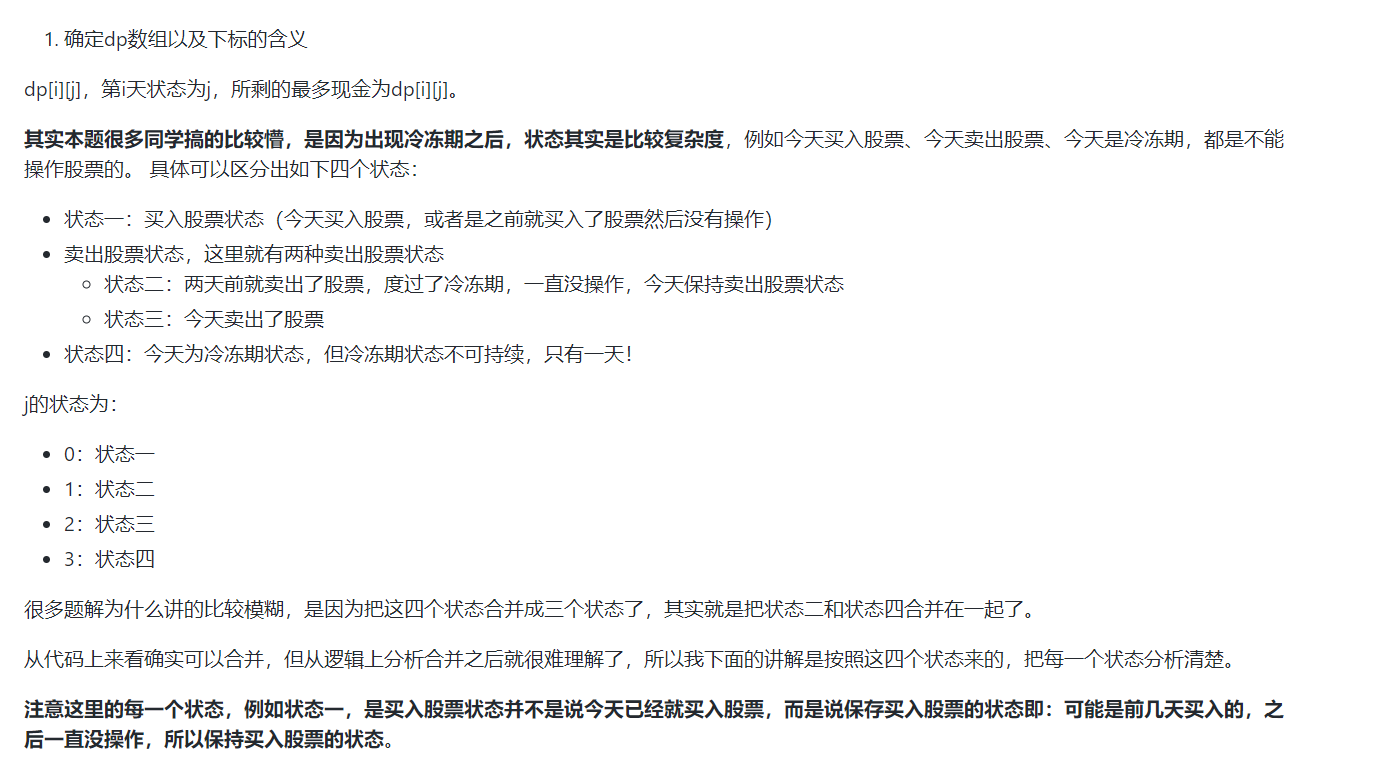 1. 确定dp数组以及下标的含义
dp[i][j]，第i天状态为j，所剩的最多现金为dp[i][j]。
其实本题很多同学搞的比较懵，是因为出现冷冻期之后，状态其实是比较复杂度，例如今天买入股票、今天卖出股票、今天是冷冻期，都是不能
操作股票的。 具体可以区分出如下四个状态：
• 状态一：买入股票状态（今天买入股票，或者是之前就买入了股票然后没有操作）
• 卖出股票状态，这里就有两种卖出股票状态
◦ 状态二：两天前就卖出了股票，度过了冷冻期，一直没操作，今天保持卖出股票状态
◦ 状态三：今天卖出了股票
• 状态四：今天为冷冻期状态，但冷冻期状态不可持续，只有一天！
j的状态为：
• 0：状态一
• 1：状态二
• 2：状态三
• 3：状态四
很多题解为什么讲的比较模糊，是因为把这四个状态合并成三个状态了，其实就是把状态二和状态四合并在一起了。
从代码上来看确实可以合并，但从逻辑上分析合并之后就很难理解了，所以我下面的讲解是按照这四个状态来的，把每一个状态分析清楚。
注意这里的每一个状态，例如状态一，是买入股票状态并不是说今天已经就买入股票，而是说保存买入股票的状态即：可能是前几天买入的，之
后一直没操作，所以保持买入股票的状态。